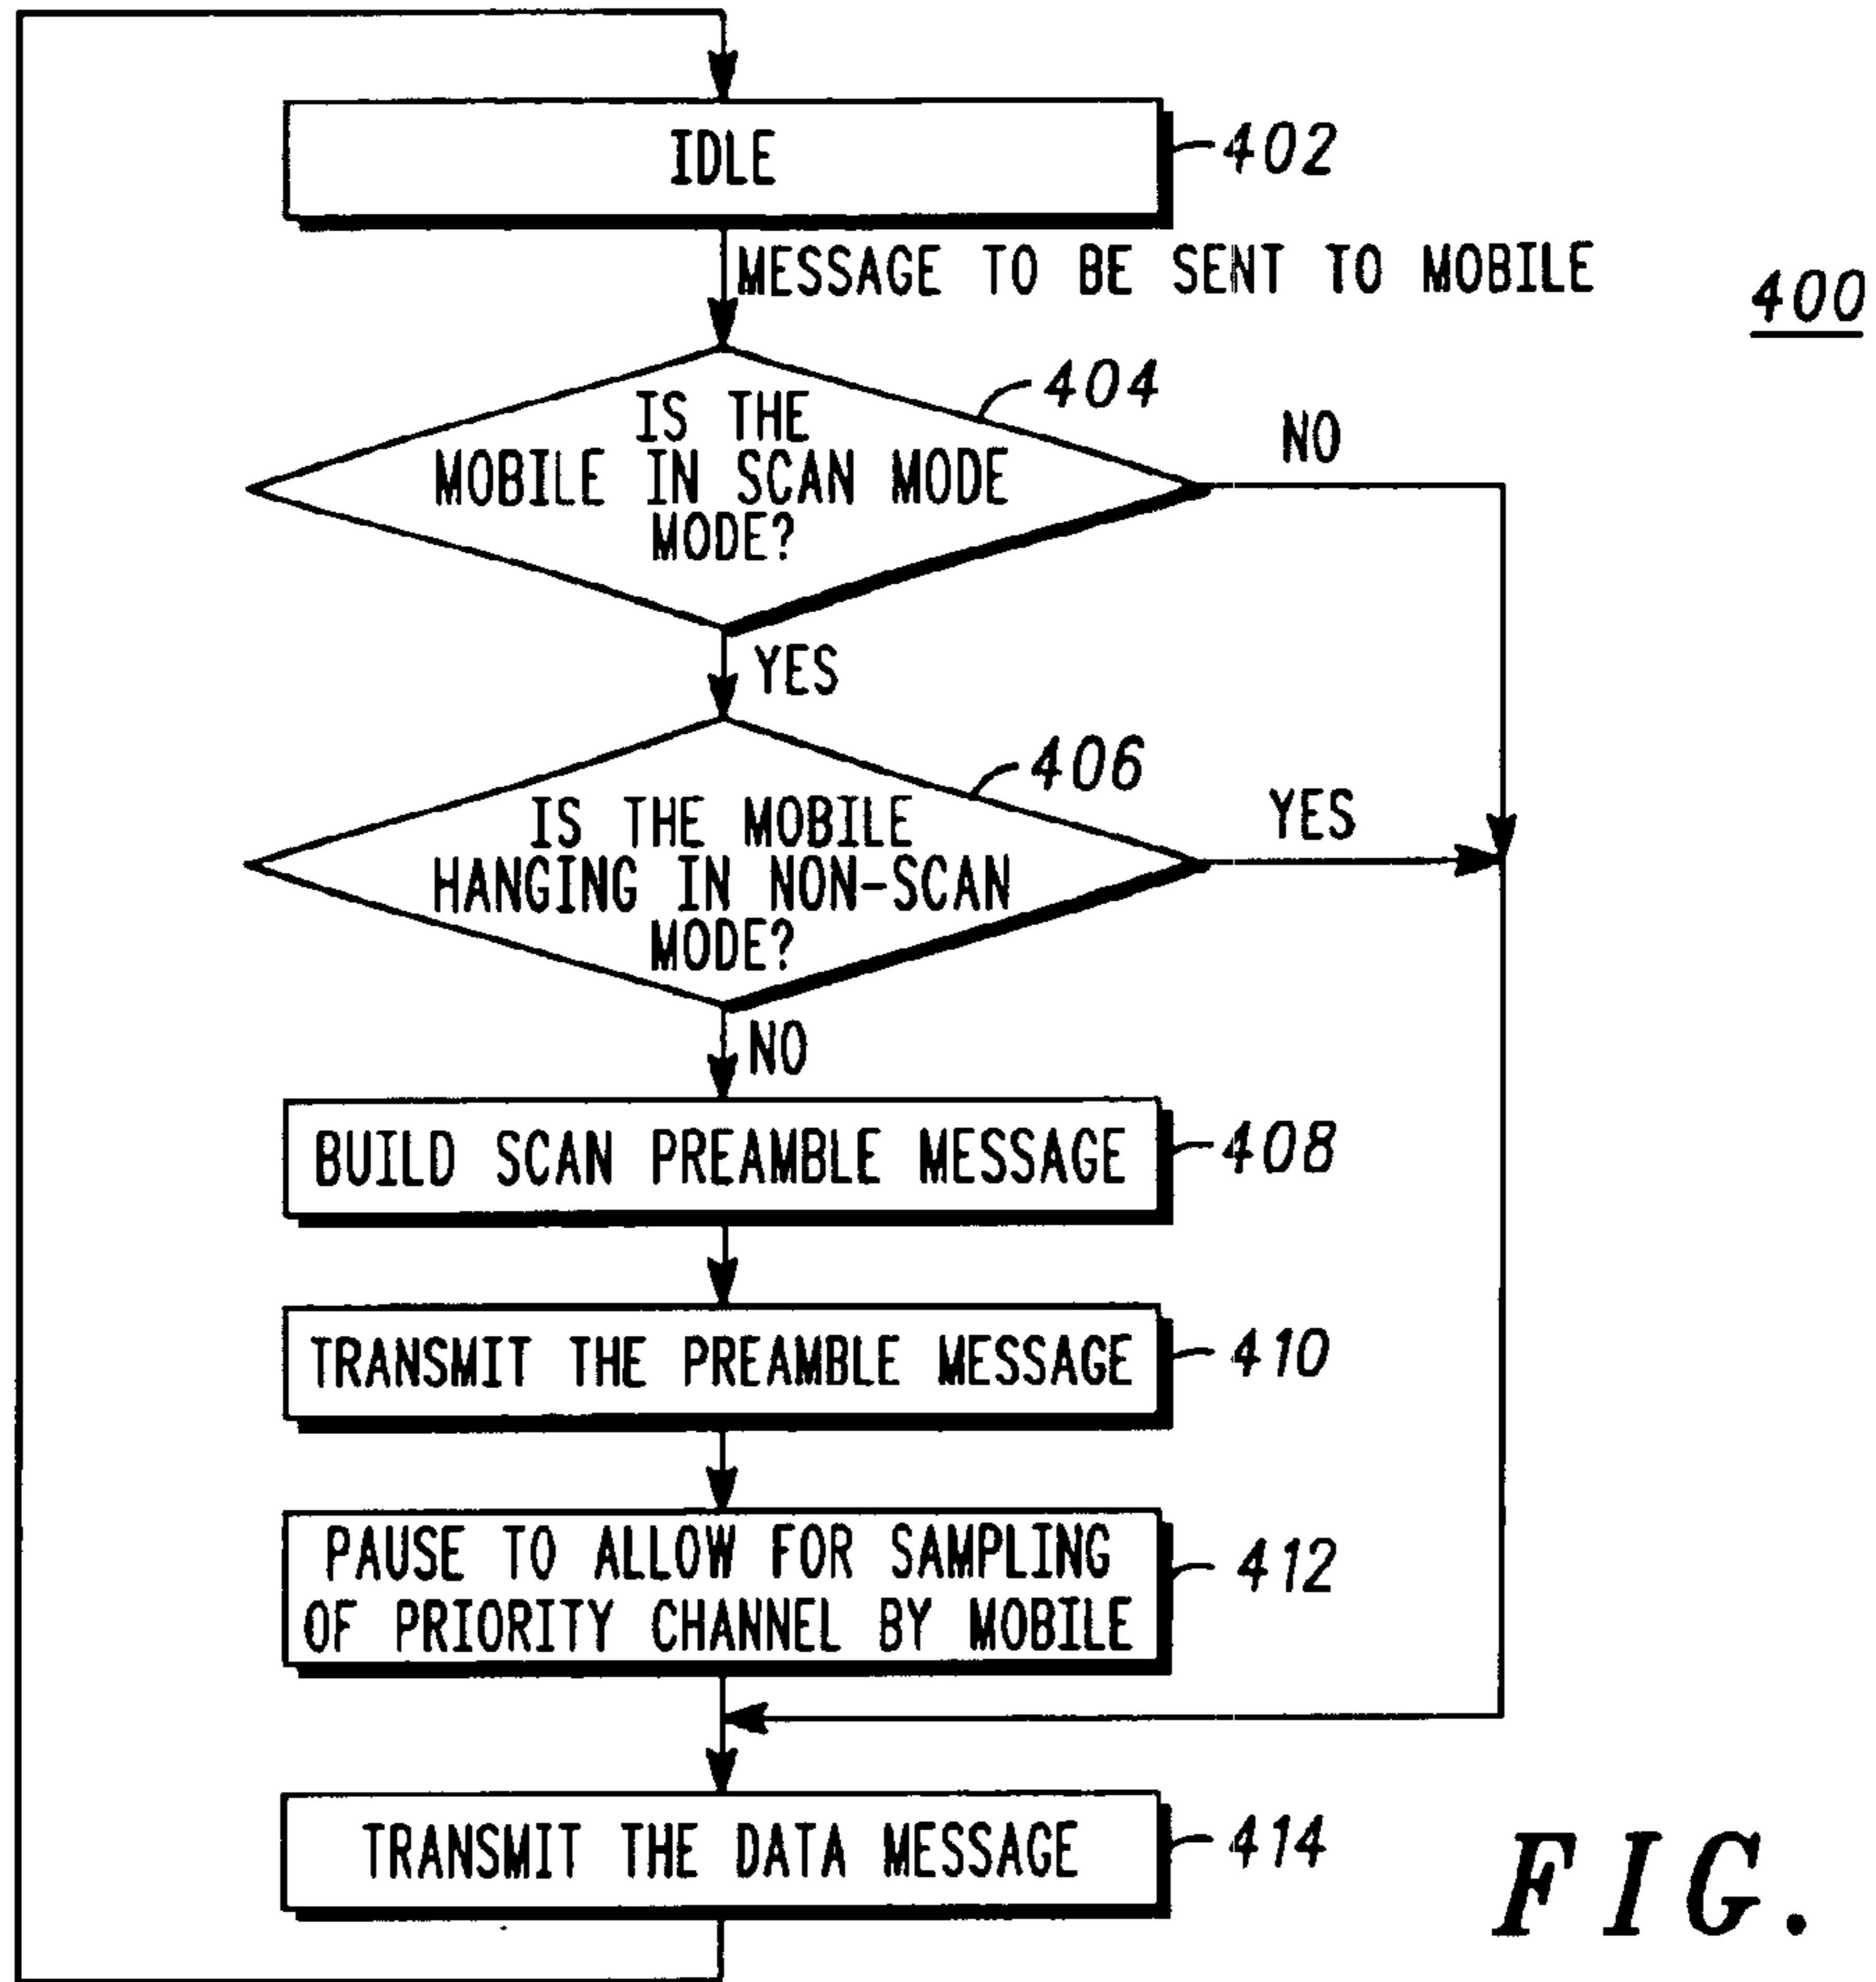 IDLE
402
MESSAGE TO BE SENT TO MOBILE
400
404
IS THE
MOBILE IN SCAN MODE
MODE?
NO
YES
406
IS THE MOBILE
HANGING IN NON-SCAN
MODE?
YES
NO
BUILD SCAN PREAMBLE MESSAGE
408
TRANSMIT THE PREAMBLE MESSAGE
410
PAUSE TO ALLOW FOR SAMPLING
OF PRIORITY CHANNEL BY MOBILE
412
TRANSMIT THE DATA MESSAGE
414
FIG.